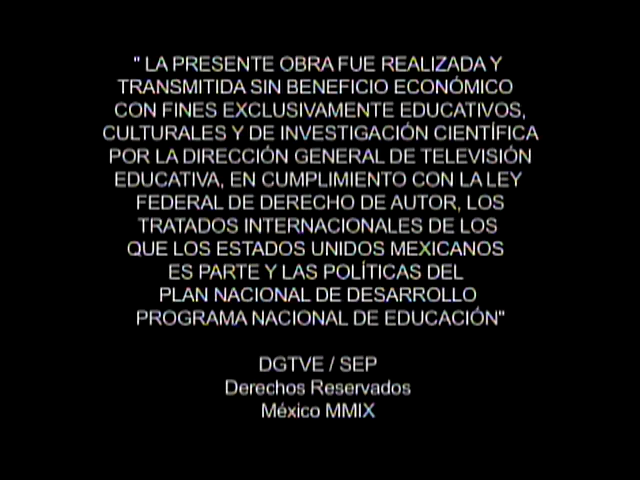 " LA PRESENTE OBRA FUE REALIZADA Y
TRANSMITIDA SIN BENEFICIO ECONÓMICO
CON FINES EXCLUSIVAMENTE EDUCATIVOS,
CULTURALES Y DE INVESTIGACIÓN CIENTÍFICA
POR LA DIRECCIÓN GENERAL DE TELEVISIÓN
EDUCATIVA, EN CUMPLIMIENTO CON LA LEY
FEDERAL DE DERECHO DE AUTOR, LOS
TRATADOS INTERNACIONALES DE LOS
QUE LOS ESTADOS UNIDOS MEXICANOS
ES PARTE Y LAS POLÍTICAS DEL
PLAN NACIONAL DE DESARROLLO
PROGRAMA NACIONAL DE EDUCACIÓN"
DGTVE / SEP
Derechos Reservados
México MMIX